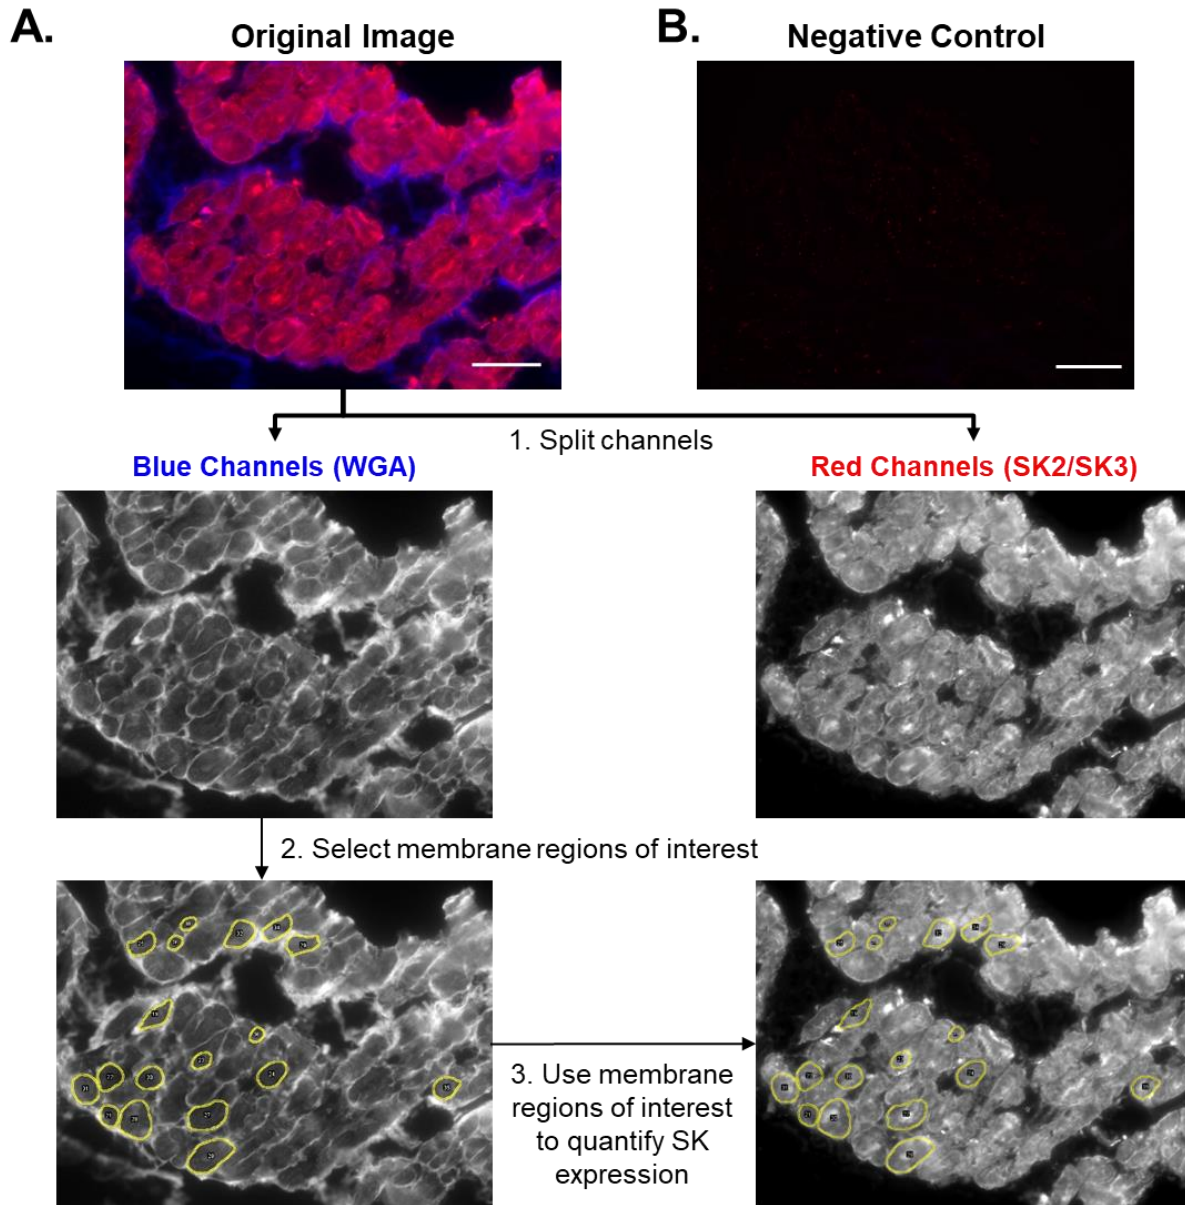 A.
Original Image
B.
Negative Control
1. Split channels
Blue Channels (WGA)
Red Channels (SK2/SK3)
2. Select membrane regions of interest
3. Use membrane
regions of interest
to quantify SK
expression